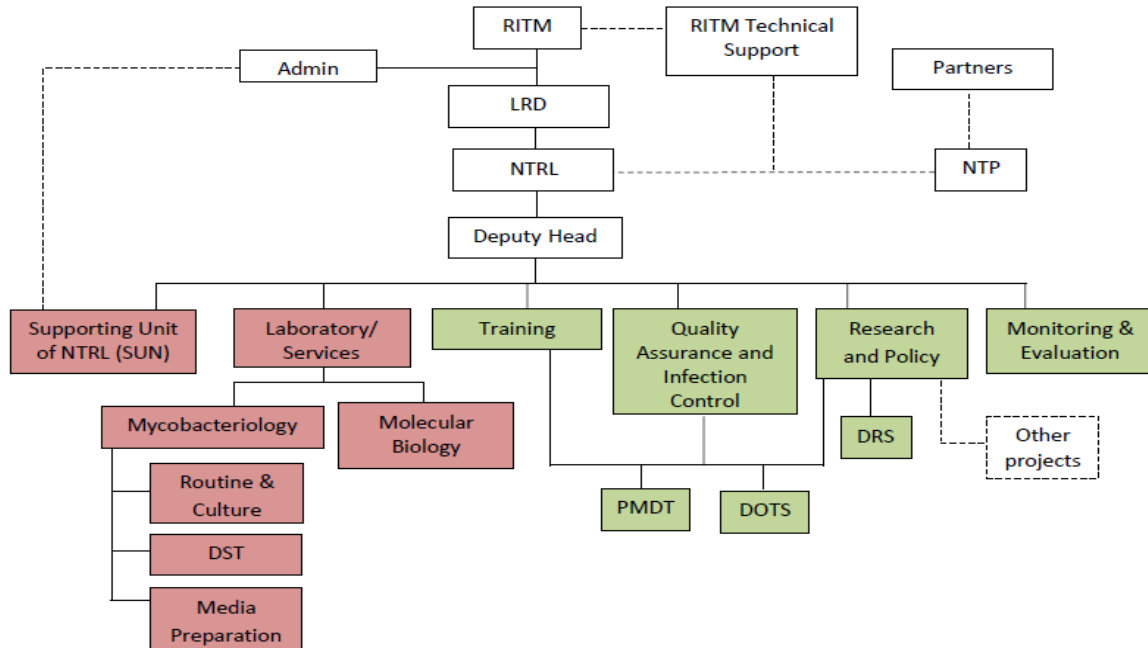 RITM
RITM Technical
Support
Admin
Partners
LRD
NTRL
NTP
Deputy Head
Supporting Unit
of NTRL (SUN)
Laboratory/
Services
Training
Quality
Assurance and
Infection
Control
Research
and Policy
Monitoring &
Evaluation
Mycobacteriology
Molecular
Biology
DRS
Other
projects
Routine &
Culture
PMDT
DOTS
DST
Media
Preparation